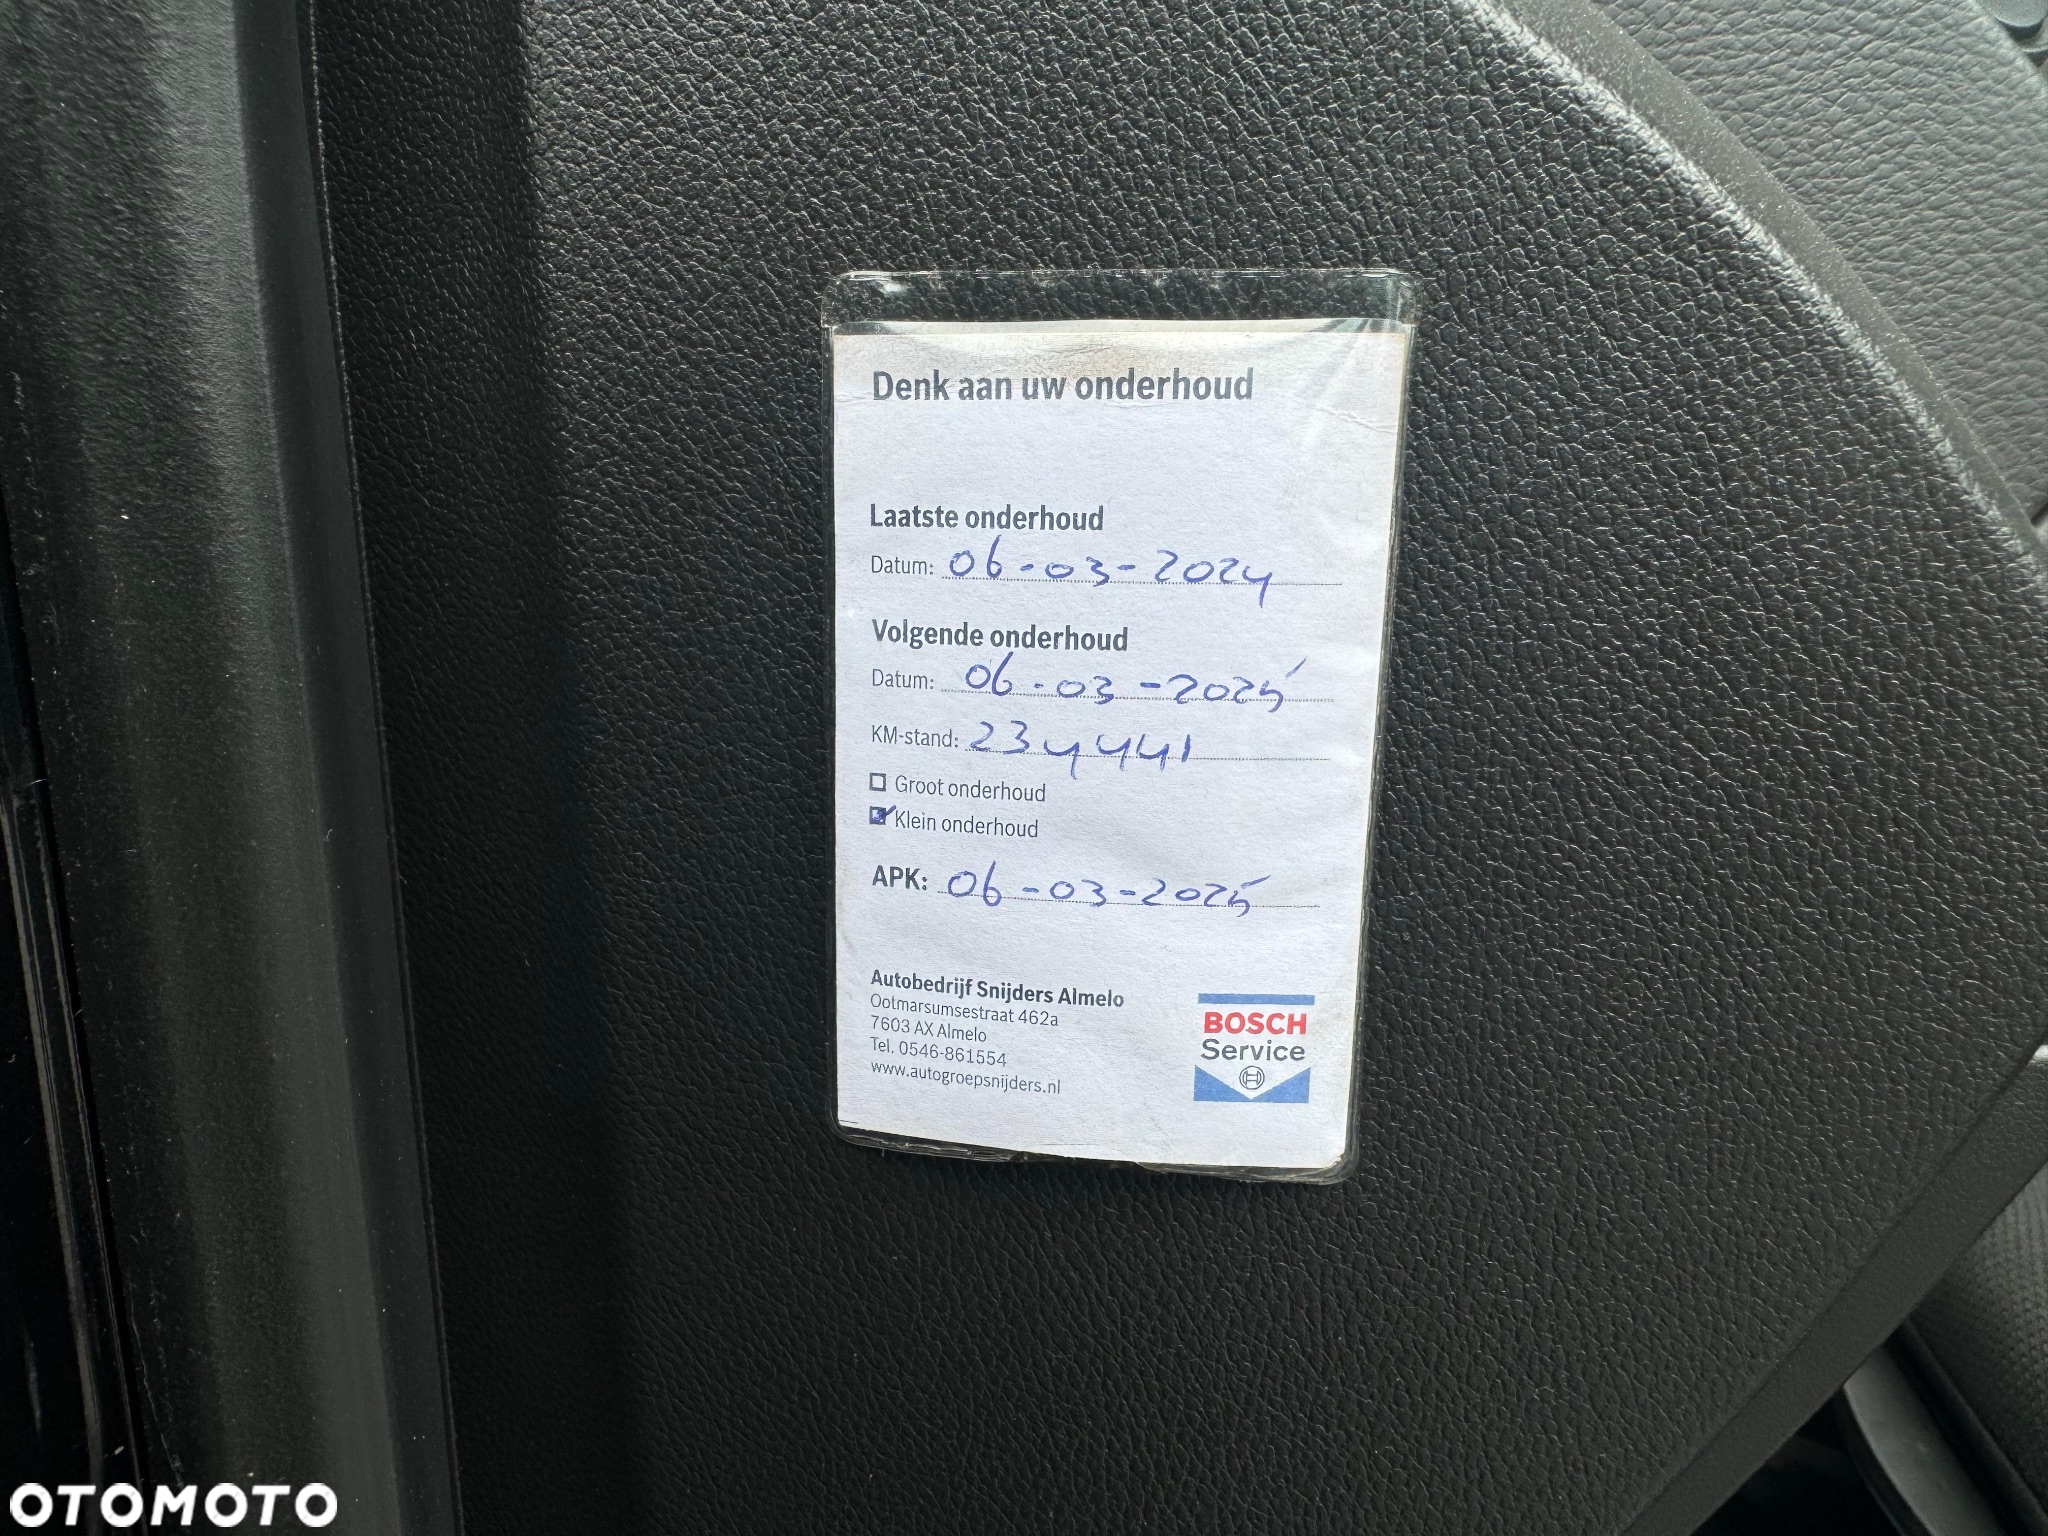 Denk aan uw onderhoud
Laatste onderhoud
Datum: 06-03-2024
Volgende onderhoud
Datum: 06-03-2025
KM-stand: 234441
Groot onderhoud
Klein onderhoud
APK: 06-03-2025
Autobedrijf Snijders Almelo
Ootmarsumsestraat 462a
7603 AX Almelo
Tel. 0546-861554
www.autogroepsnijders.nl
BOSCH
Service
OTOMOTO